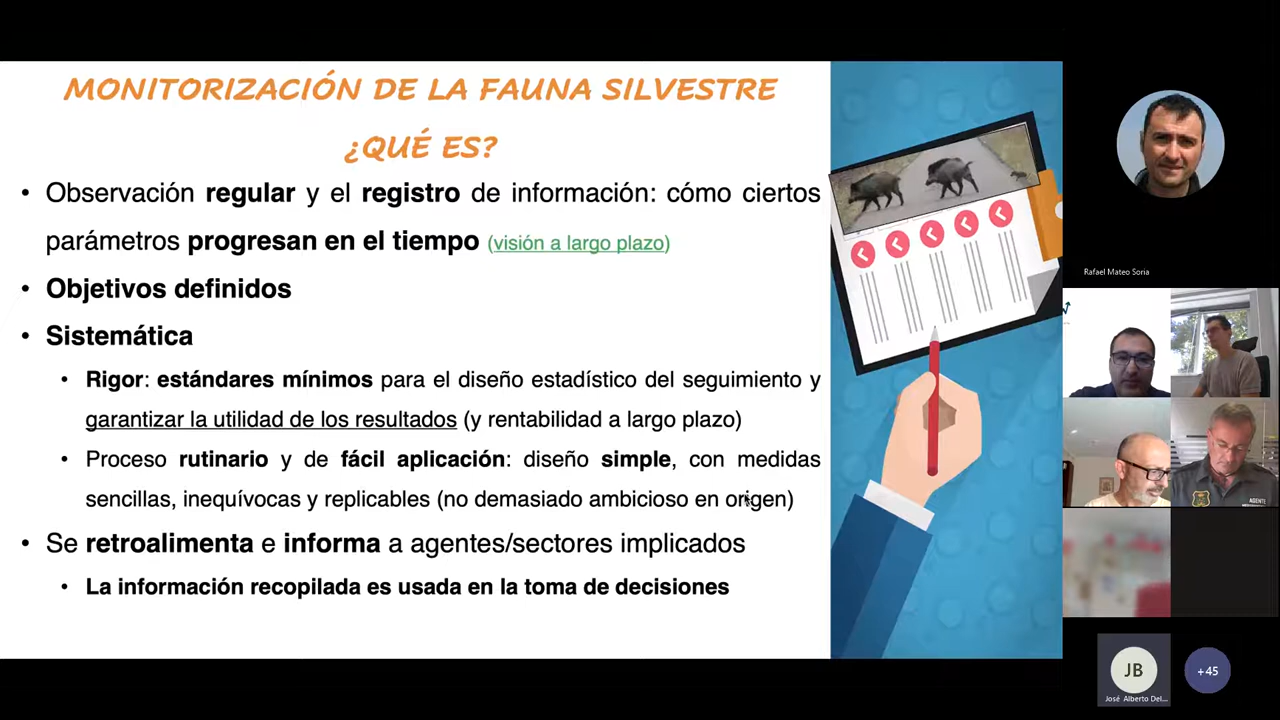 MONITORIZACIÓN DE LA FAUNA SILVESTRE
¿QUÉ ES?
• Observación regular y el registro de información: cómo ciertos
parámetros progresan en el tiempo (visión a largo plazo)
• Objetivos definidos
• Sistemática
• Rigor: estándares mínimos para el diseño estadístico del seguimiento y
garantizar la utilidad de los resultados (y rentabilidad a largo plazo)
• Proceso rutinario y de fácil aplicación: diseño simple, con medidas
sencillas, inequívocas y replicables (no demasiado ambicioso en origen)
• Se retroalimenta e informa a agentes/sectores implicados
• La información recopilada es usada en la toma de decisiones
Rafael Mateo Soria
AGENTE
JB
José Alberto Del...
+45